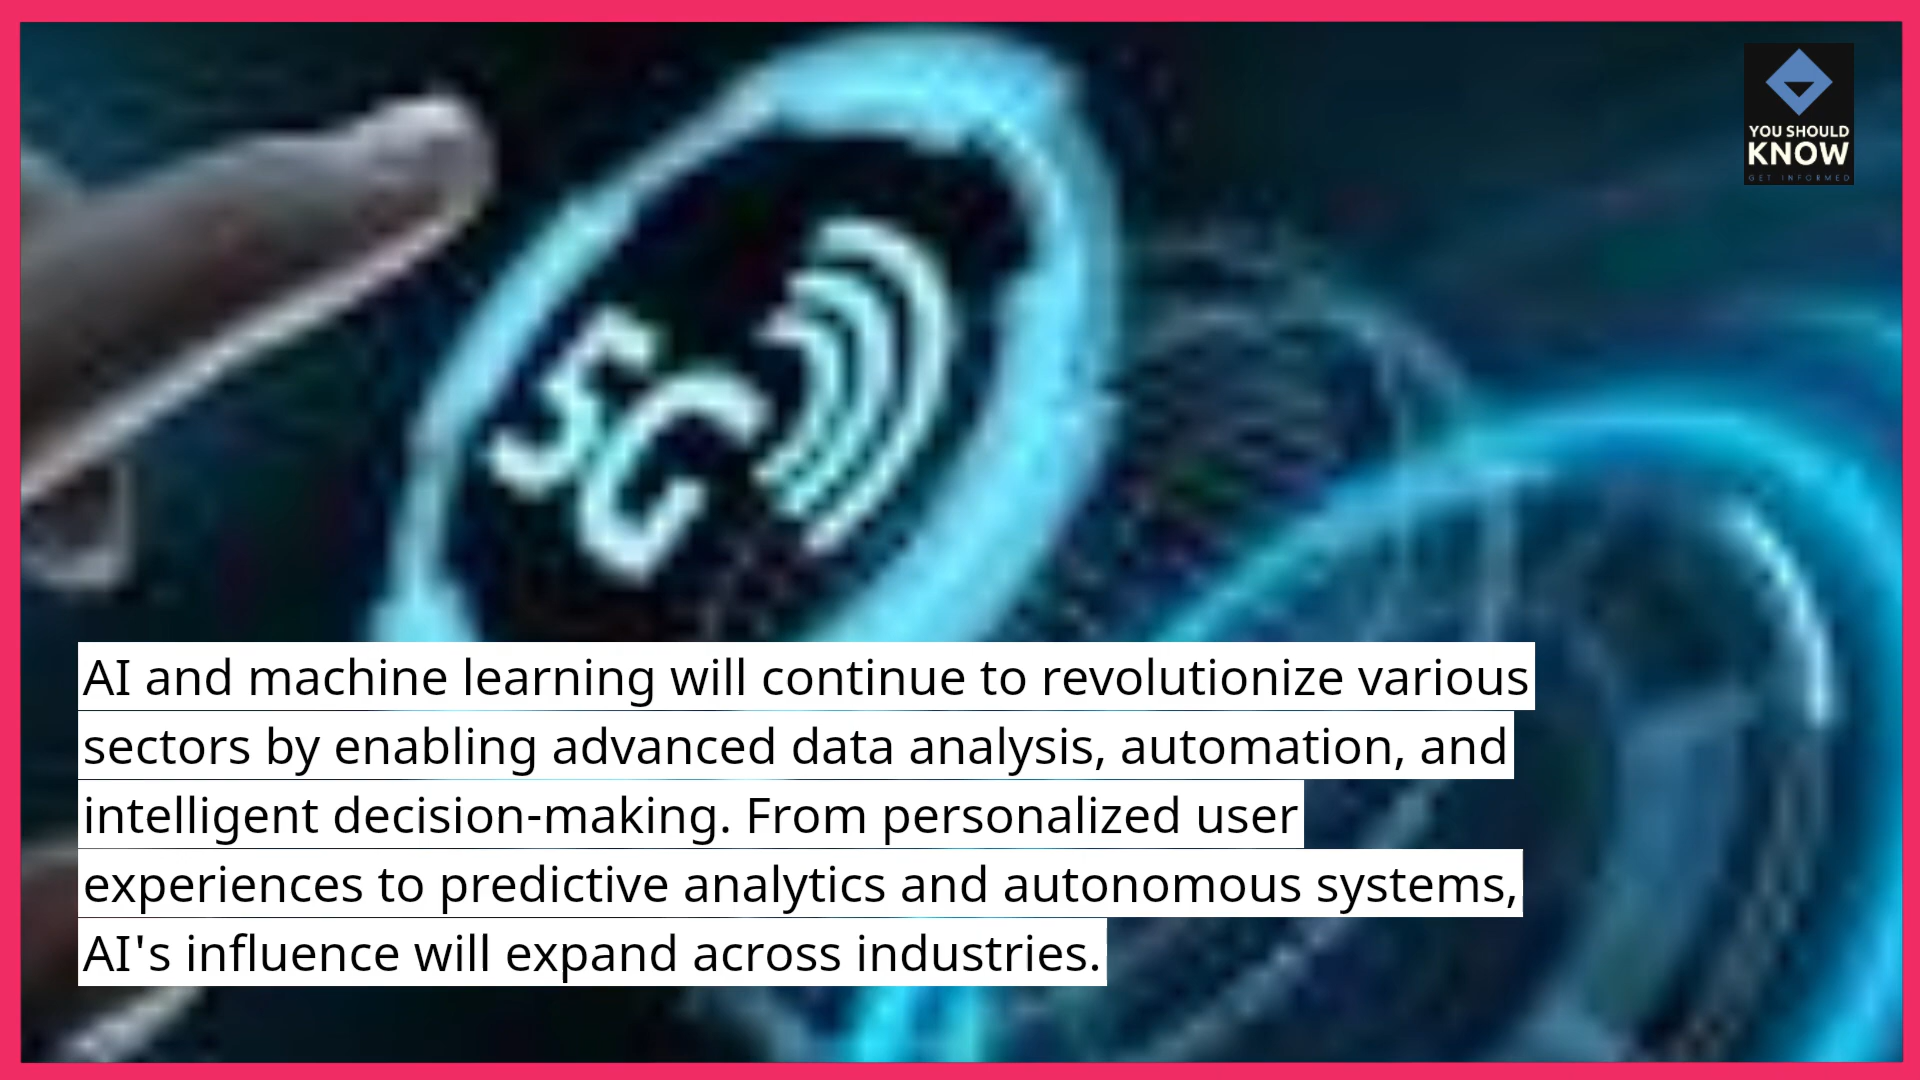 YOU SHOULD
KNOW
GET INFORMED
5G
AI and machine learning will continue to revolutionize various
sectors by enabling advanced data analysis, automation, and
intelligent decision-making. From personalized user
experiences to predictive analytics and autonomous systems,
AI's influence will expand across industries.